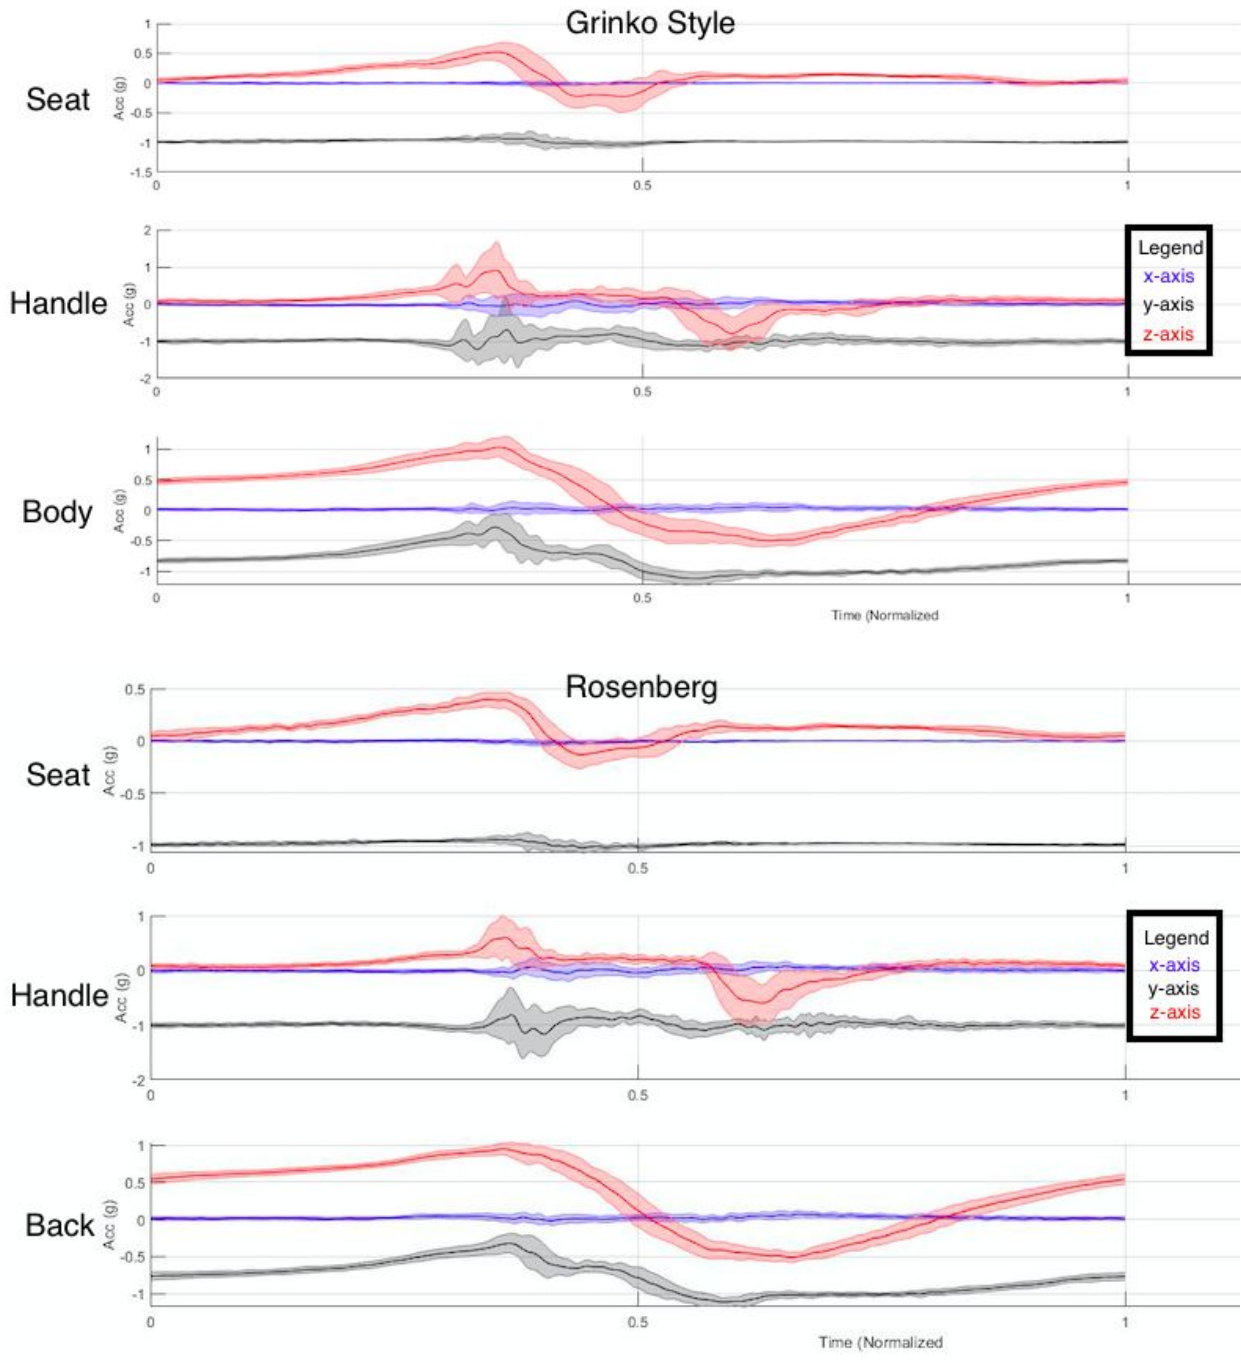 Grinko Style
Seat
Acc (g)
1
0.5
0
-0.5
-1
-1.5
0
0.5
1
Handle
Acc (g)
2
1
0
-1
-2
0
0.5
1
Legend
x-axis
y-axis
z-axis
Body
Acc (g)
1
0.5
0
-0.5
-1
0
0.5
1
Time (Normalized
Rosenberg
Seat
Acc (g)
0.5
0
-0.5
-1
0
0.5
1
Handle
Acc (g)
1
0
-1
-2
0
0.5
1
Legend
x-axis
y-axis
z-axis
Back
Acc (g)
1
0.5
0
-0.5
-1
0
0.5
1
Time (Normalized